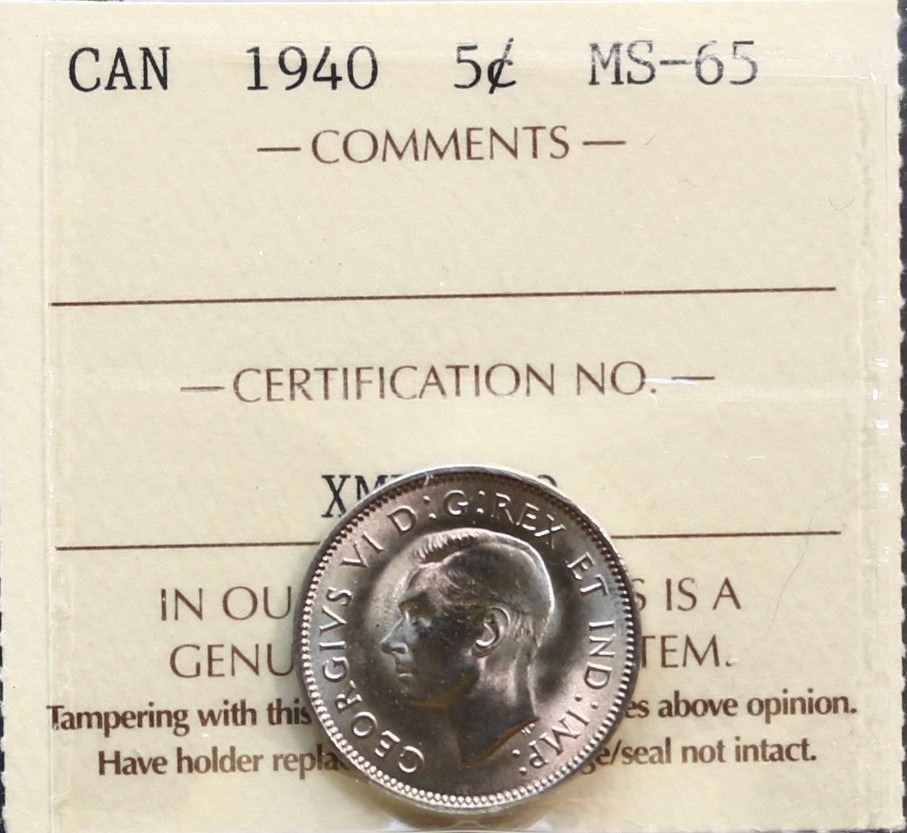 CAN 1940 5¢ MS-65
— COMMENTS —
— CERTIFICATION NO. —
IN OU S IS A
GENU TEM.
Tampering with this es above opinion.
Have holder repla ge/seal not intact.
GEORGIVS VI D:G:REX ET IND:IMP: